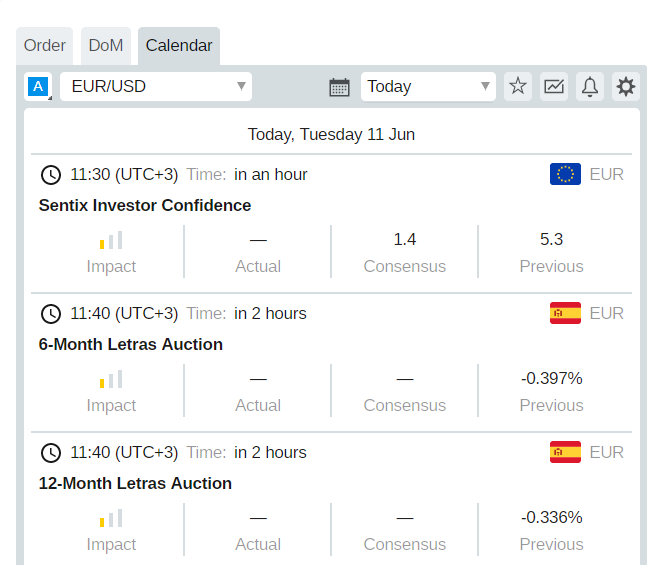 Order DoM Calendar
A EUR/USD Today
Today, Tuesday 11 Jun
11:30 (UTC+3) Time: in an hour EUR
Sentix Investor Confidence
— 1.4 5.3
Impact Actual Consensus Previous
11:40 (UTC+3) Time: in 2 hours EUR
6-Month Letras Auction
— — -0.397%
Impact Actual Consensus Previous
11:40 (UTC+3) Time: in 2 hours EUR
12-Month Letras Auction
— — -0.336%
Impact Actual Consensus Previous